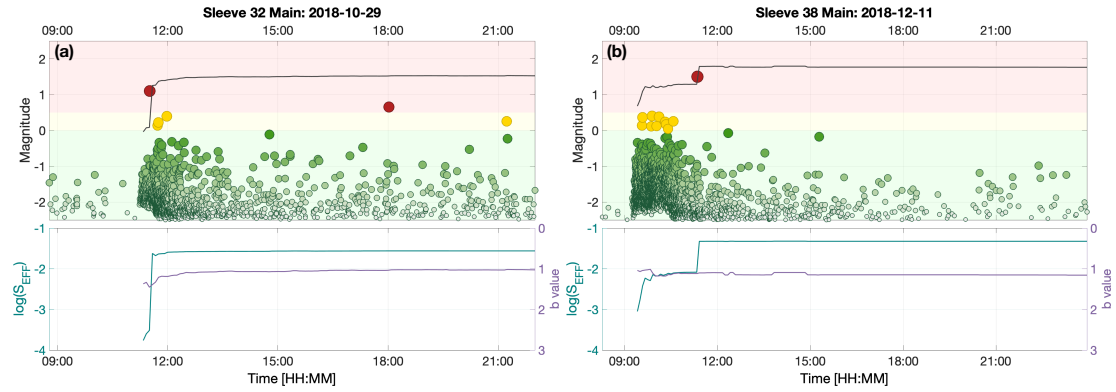 Sleeve 32 Main: 2018-10-29
09:00 12:00 15:00 18:00 21:00
(a)
2
1
0
-1
-2
Magnitude
-1
-2
-3
-4
log(S_EFF)
0
1
2
3
b value
09:00 12:00 15:00 18:00 21:00
Time [HH:MM]
Sleeve 38 Main: 2018-12-11
09:00 12:00 15:00 18:00 21:00
(b)
2
1
0
-1
-2
Magnitude
-1
-2
-3
-4
log(S_EFF)
0
1
2
3
b value
09:00 12:00 15:00 18:00 21:00
Time [HH:MM]